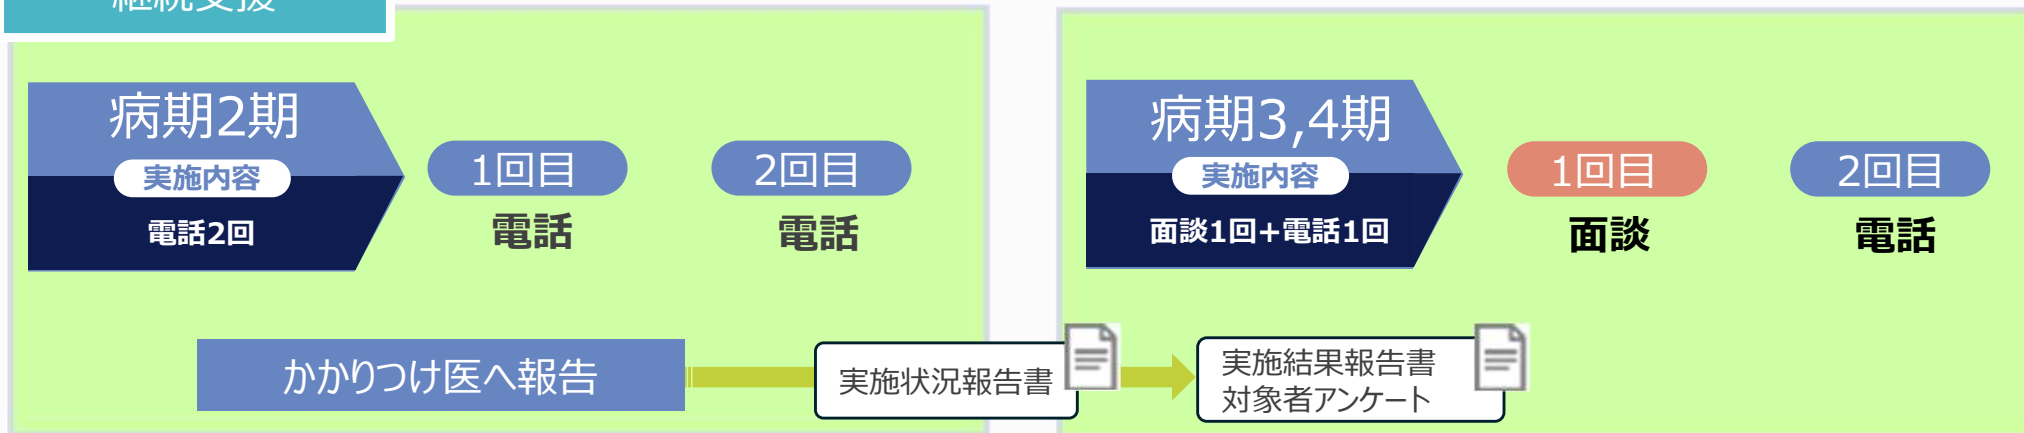 継続支援
病期2期
実施内容
電話2回
1回目
電話
2回目
電話
病期3,4期
実施内容
面談1回+電話1回
1回目
面談
2回目
電話
かかりつけ医へ報告
実施状況報告書
実施結果報告書
対象者アンケート